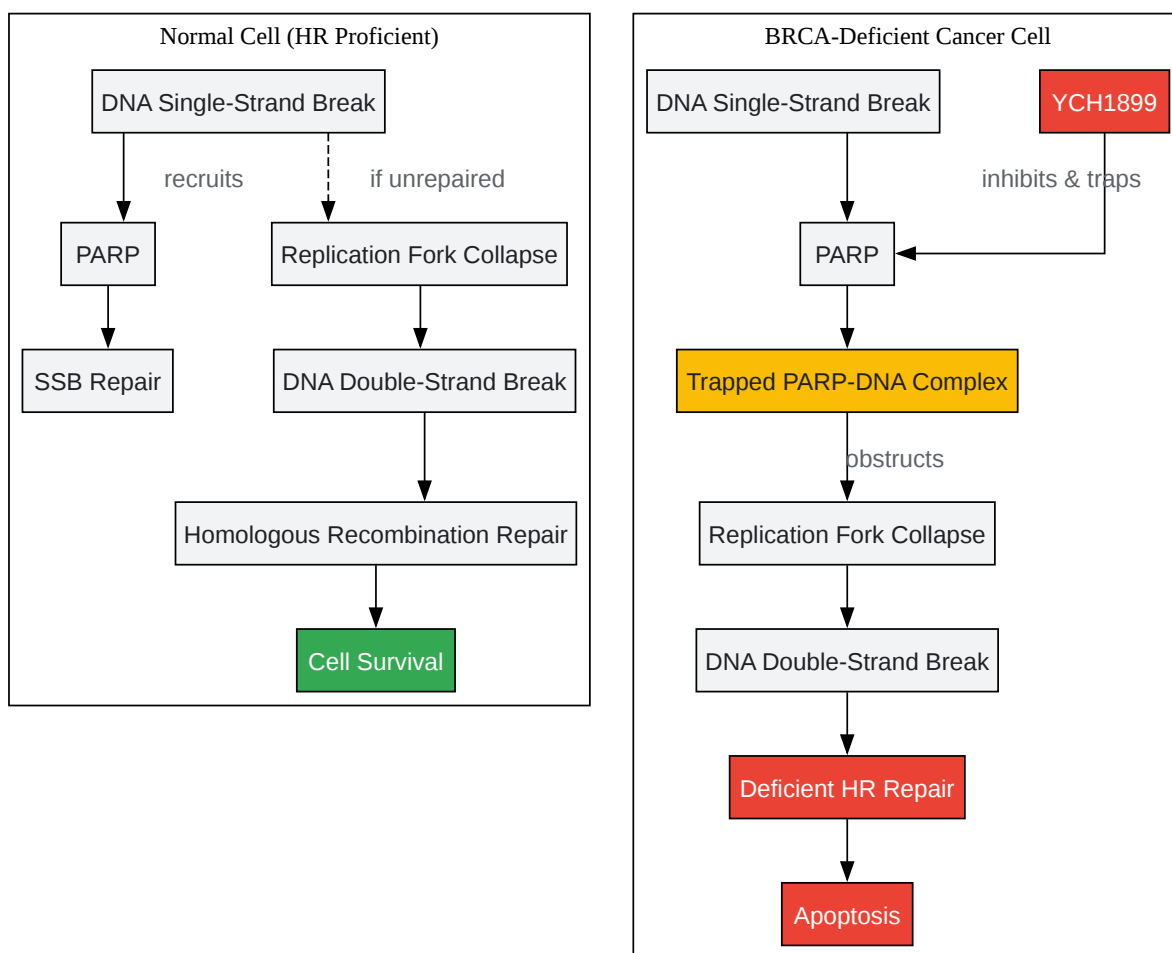 Normal Cell (HR Proficient)
DNA Single-Strand Break
recruits
if unrepaired
PARP
Replication Fork Collapse
SSB Repair
DNA Double-Strand Break
Homologous Recombination Repair
Cell Survival
BRCA-Deficient Cancer Cell
DNA Single-Strand Break
YCH1899
inhibits & traps
PARP
Trapped PARP-DNA Complex
obstructs
Replication Fork Collapse
DNA Double-Strand Break
Deficient HR Repair
Apoptosis